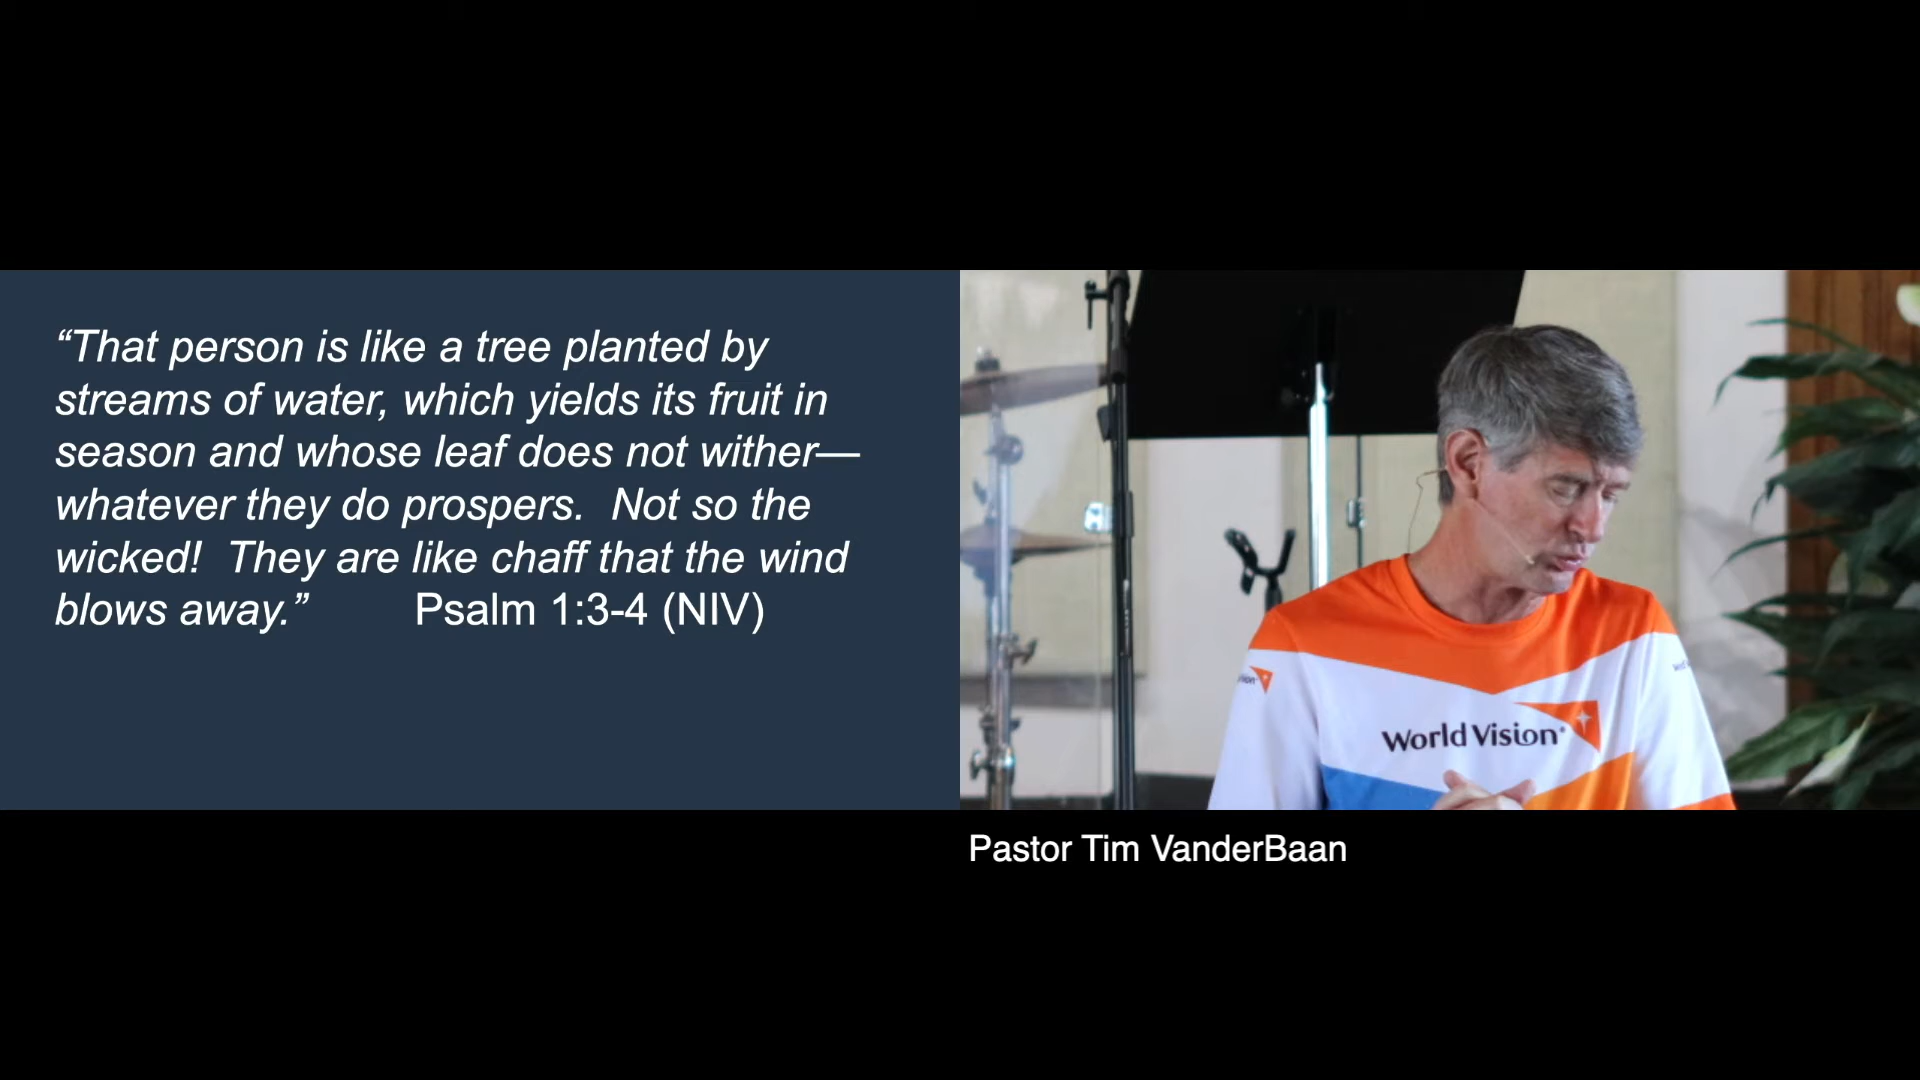 “That person is like a tree planted by
streams of water, which yields its fruit in
season and whose leaf does not wither—
whatever they do prospers.  Not so the
wicked!  They are like chaff that the wind
blows away.” Psalm 1:3-4 (NIV)
World Vision®
Pastor Tim VanderBaan